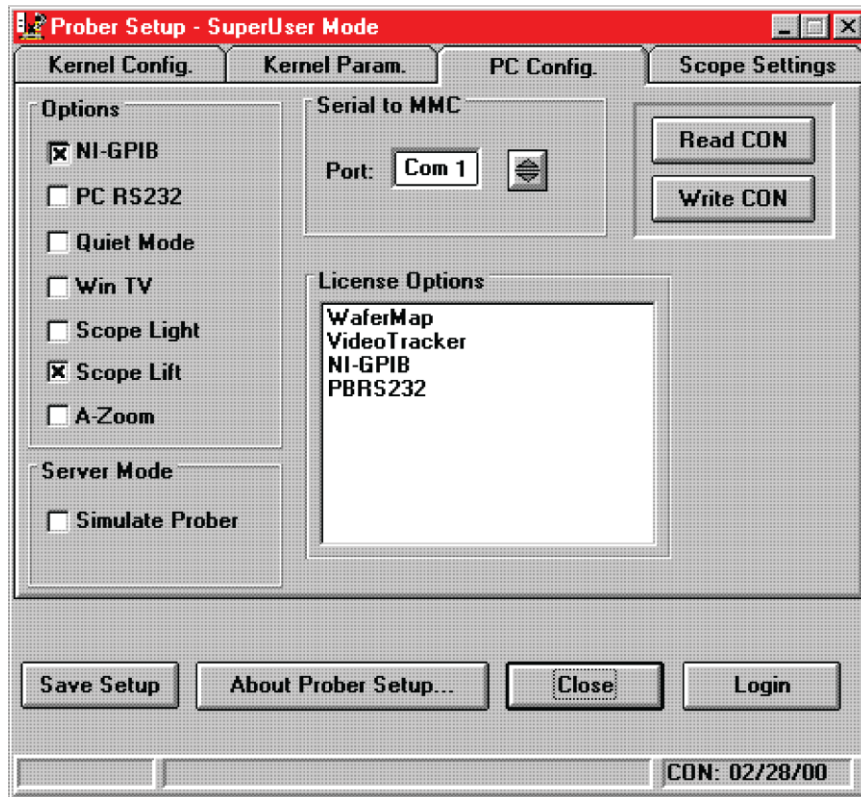 Prober Setup - SuperUser Mode
Kernel Config.
Kernel Param.
PC Config.
Scope Settings
Options
NI-GPIB
PC RS232
Quiet Mode
Win TV
Scope Light
Scope Lift
A-Zoom
Server Mode
Simulate Prober
Serial to MMC
Port: Com 1
Read CON
Write CON
License Options
WaferMap
VideoTracker
NI-GPIB
PBRS232
Save Setup
About Prober Setup...
Close
Login
CON: 02/28/00